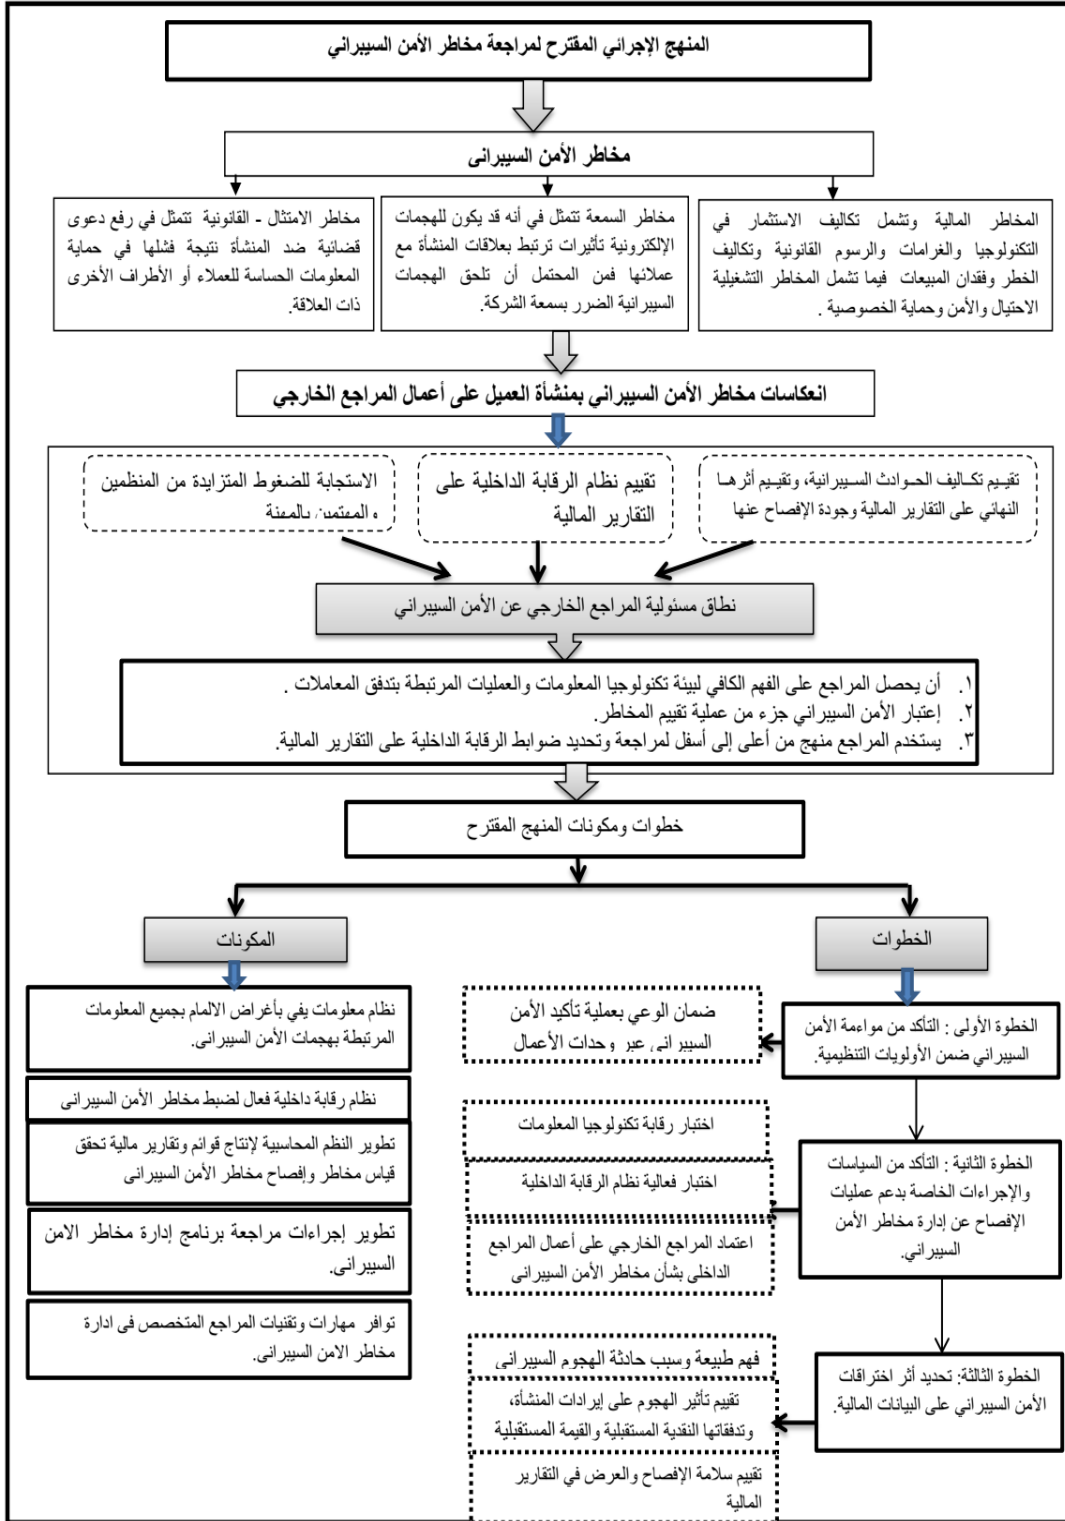 المنهج الإجرائي المقترح لمراجعة مخاطر الأمن السيبراني
مخاطر الأمن السيبرانى
المخاطر المالية وتشمل تكاليف الاستثمار في
التكنولوجيا والغرامات والرسوم القانونية وتكاليف
الخطر وفقدان المبيعات فيما تشمل المخاطر التشغيلية
الاحتيال والأمن وحماية الخصوصية .
مخاطر السمعة تتمثل في أنه قد يكون للهجمات
الإلكترونية تأثيرات ترتبط بعلاقات المنشأة مع
عملائها فمن المحتمل أن تلحق الهجمات
السيبرانية الضرر بسمعة الشركة.
مخاطر الامتثال - القانونية تتمثل في رفع دعوى
قضائية ضد المنشأة نتيجة فشلها في حماية
المعلومات الحساسة للعملاء أو الأطراف الأخرى
ذات العلاقة.
انعكاسات مخاطر الأمن السيبراني بمنشأة العميل على أعمال المراجع الخارجي
تقييم تكاليف الحوادث السيبرانية، وتقييم أثرها
النهائي على التقارير المالية وجودة الإفصاح عنها
تقييم نظام الرقابة الداخلية على
التقارير المالية
الاستجابة للضغوط المتزايدة من المنظمين
والمهتمين بالمهنة
نطاق مسئولية المراجع الخارجي عن الأمن السيبراني
١. أن يحصل المراجع على الفهم الكافي لبيئة تكنولوجيا المعلومات والعمليات المرتبطة بتدفق المعاملات .
٢. إعتبار الأمن السيبراني جزء من عملية تقييم المخاطر.
٣. يستخدم المراجع منهج من أعلى إلى أسفل لمراجعة وتحديد ضوابط الرقابة الداخلية على التقارير المالية.
خطوات ومكونات المنهج المقترح
الخطوات
الخطوة الأولى : التأكد من مواءمة الأمن
السيبراني ضمن الأولويات التنظيمية.
ضمان الوعي بعملية تأكيد الأمن
السيبراني عبر وحدات الأعمال
الخطوة الثانية : التأكد من السياسات
والإجراءات الخاصة بدعم عمليات
الإفصاح عن إدارة مخاطر الأمن
السيبراني.
اختبار رقابة تكنولوجيا المعلومات
اختبار فعالية نظام الرقابة الداخلية
اعتماد المراجع الخارجي على أعمال المراجع
الداخلى بشأن مخاطر الأمن السيبرانى
الخطوة الثالثة: تحديد أثر اختراقات
الأمن السيبراني على البيانات المالية.
فهم طبيعة وسبب حادثة الهجوم السيبرانى
تقييم تأثير الهجوم على إيرادات المنشأة،
وتدفقاتها النقدية المستقبلية والقيمة المستقبلية
تقييم سلامة الإفصاح والعرض في التقارير
المالية
المكونات
نظام معلومات يفي بأغراض الالمام بجميع المعلومات
المرتبطة بهجمات الأمن السيبرانى.
نظام رقابة داخلية فعال لضبط مخاطر الأمن السيبرانى
تطوير النظم المحاسبية لإنتاج قوائم وتقارير مالية تحقق
قياس مخاطر وإفصاح مخاطر الأمن السيبرانى
تطوير إجراءات مراجعة برنامج إدارة مخاطر الامن
السيبرانى.
توافر مهارات وتقنيات المراجع المتخصص فى ادارة
مخاطر الامن السيبرانى.